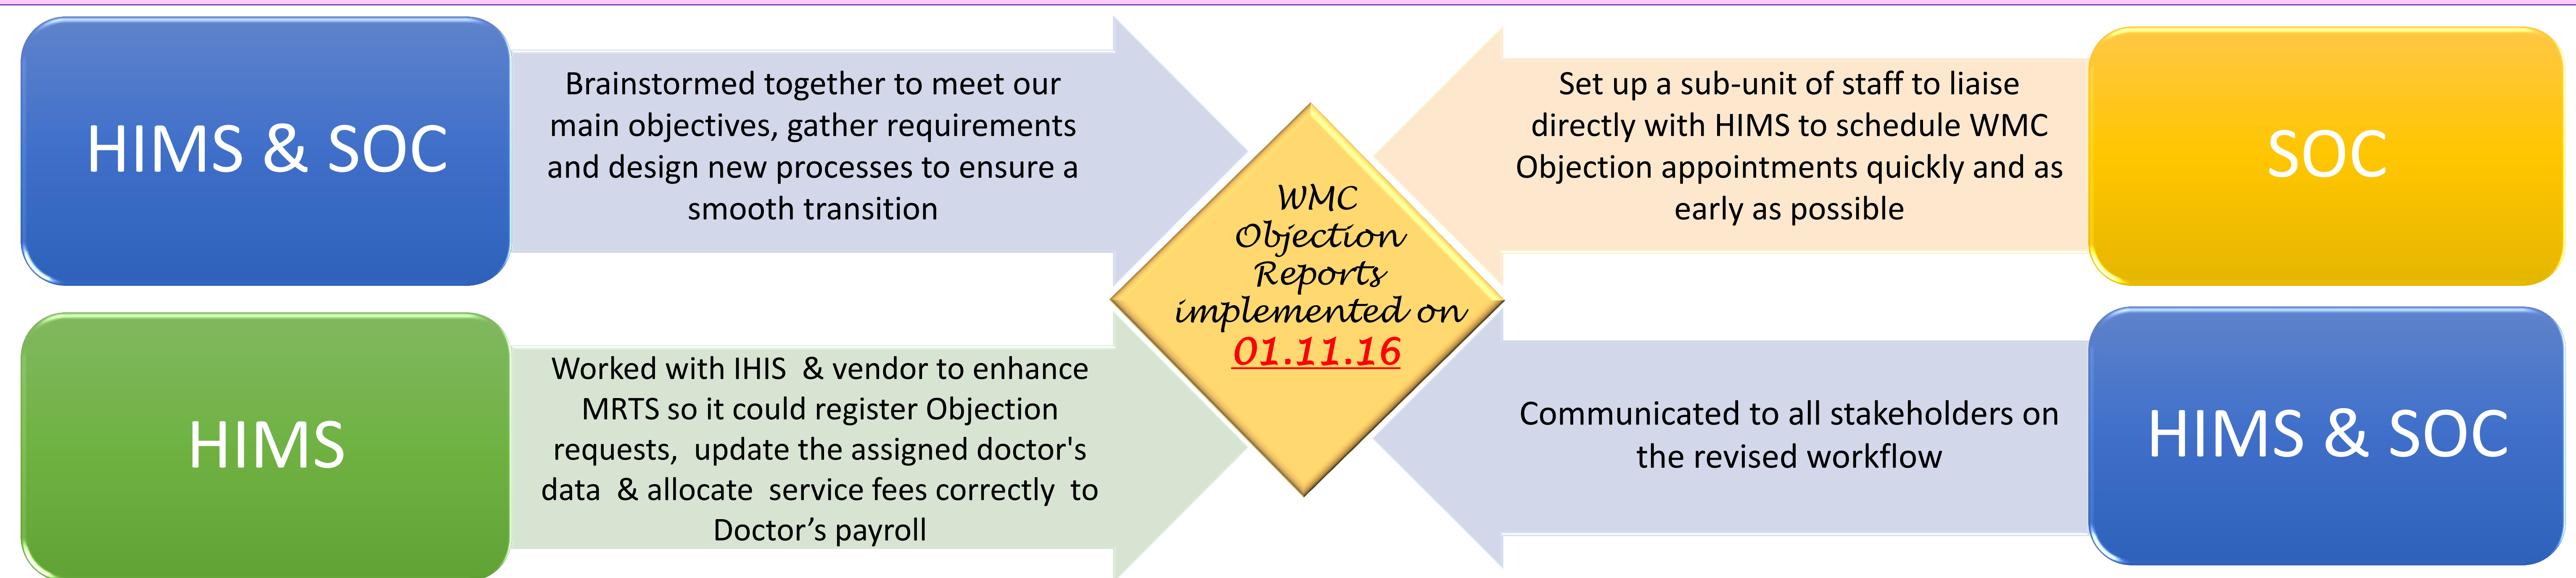 HIMS & SOC
Brainstormed together to meet our
main objectives, gather requirements
and design new processes to ensure a
smooth transition
HIMS
Worked with IHIS & vendor to enhance
MRTS so it could register Objection
requests, update the assigned doctor's
data & allocate service fees correctly to
Doctor’s payroll
WMC
Objection
Reports
implemented on
01.11.16
Set up a sub-unit of staff to liaise
directly with HIMS to schedule WMC
Objection appointments quickly and as
early as possible
SOC
Communicated to all stakeholders on
the revised workflow
HIMS & SOC